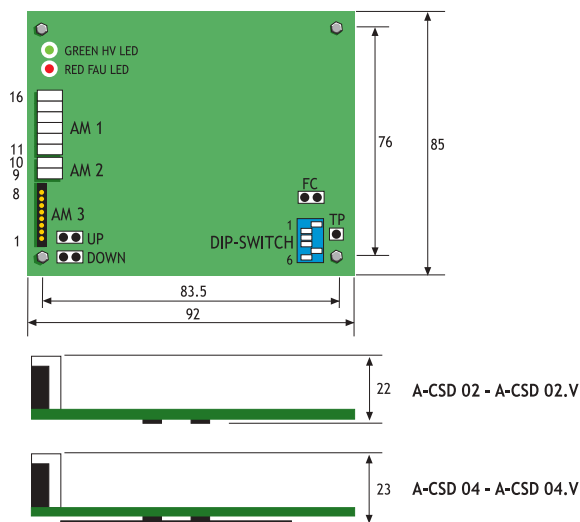 GREEN HV LED
RED FAU LED
16
AM 1
11
10
AM 2
9
8
AM 3
1
UP
DOWN
FC
TP
1
DIP-SWITCH
6
76
85
83.5
92
22
A-CSD 02 - A-CSD 02.V
23
A-CSD 04 - A-CSD 04.V